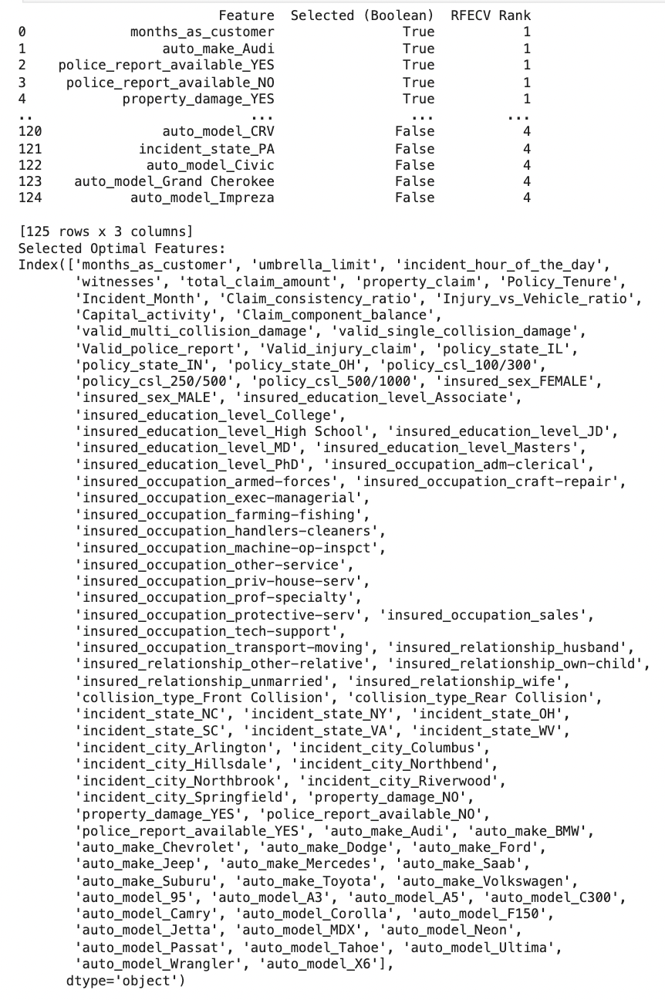 Feature  Selected (Boolean)  RFECV Rank
0  months_as_customer  True  1
1  auto_make_Audi  True  1
2  police_report_available_YES  True  1
3  police_report_available_NO  True  1
4  property_damage_YES  True  1
..  ...  ...  ...
120  auto_model_CRV  False  4
121  incident_state_PA  False  4
122  auto_model_Civic  False  4
123  auto_model_Grand Cherokee  False  4
124  auto_model_Impreza  False  4
[125 rows x 3 columns]
Selected Optimal Features:
Index(['months_as_customer', 'umbrella_limit', 'incident_hour_of_the_day',
'witnesses', 'total_claim_amount', 'property_claim', 'Policy_Tenure',
'Incident_Month', 'Claim_consistency_ratio', 'Injury_vs_Vehicle_ratio',
'Capital_activity', 'Claim_component_balance',
'valid_multi_collision_damage', 'valid_single_collision_damage',
'Valid_police_report', 'Valid_injury_claim', 'policy_state_IL',
'policy_state_IN', 'policy_state_OH', 'policy_csl_100/300',
'policy_csl_250/500', 'policy_csl_500/1000', 'insured_sex_FEMALE',
'insured_sex_MALE', 'insured_education_level_Associate',
'insured_education_level_College',
'insured_education_level_High School', 'insured_education_level_JD',
'insured_education_level_MD', 'insured_education_level_Masters',
'insured_education_level_PhD', 'insured_occupation_adm-clerical',
'insured_occupation_armed-forces', 'insured_occupation_craft-repair',
'insured_occupation_exec-managerial',
'insured_occupation_farming-fishing',
'insured_occupation_handlers-cleaners',
'insured_occupation_machine-op-inspct',
'insured_occupation_other-service',
'insured_occupation_priv-house-serv',
'insured_occupation_prof-specialty',
'insured_occupation_protective-serv', 'insured_occupation_sales',
'insured_occupation_tech-support',
'insured_occupation_transport-moving', 'insured_relationship_husband',
'insured_relationship_other-relative', 'insured_relationship_own-child',
'insured_relationship_unmarried', 'insured_relationship_wife',
'collision_type_Front Collision', 'collision_type_Rear Collision',
'incident_state_NC', 'incident_state_NY', 'incident_state_OH',
'incident_state_SC', 'incident_state_VA', 'incident_state_WV',
'incident_city_Arlington', 'incident_city_Columbus',
'incident_city_Hillsdale', 'incident_city_Northbend',
'incident_city_Northbrook', 'incident_city_Riverwood',
'incident_city_Springfield', 'property_damage_NO',
'property_damage_YES', 'police_report_available_NO',
'police_report_available_YES', 'auto_make_Audi', 'auto_make_BMW',
'auto_make_Chevrolet', 'auto_make_Dodge', 'auto_make_Ford',
'auto_make_Jeep', 'auto_make_Mercedes', 'auto_make_Saab',
'auto_make_Suburu', 'auto_make_Toyota', 'auto_make_Volkswagen',
'auto_model_95', 'auto_model_A3', 'auto_model_A5', 'auto_model_C300',
'auto_model_Camry', 'auto_model_Corolla', 'auto_model_F150',
'auto_model_Jetta', 'auto_model_MDX', 'auto_model_Neon',
'auto_model_Passat', 'auto_model_Tahoe', 'auto_model_Ultima',
'auto_model_Wrangler', 'auto_model_X6'],
dtype='object')